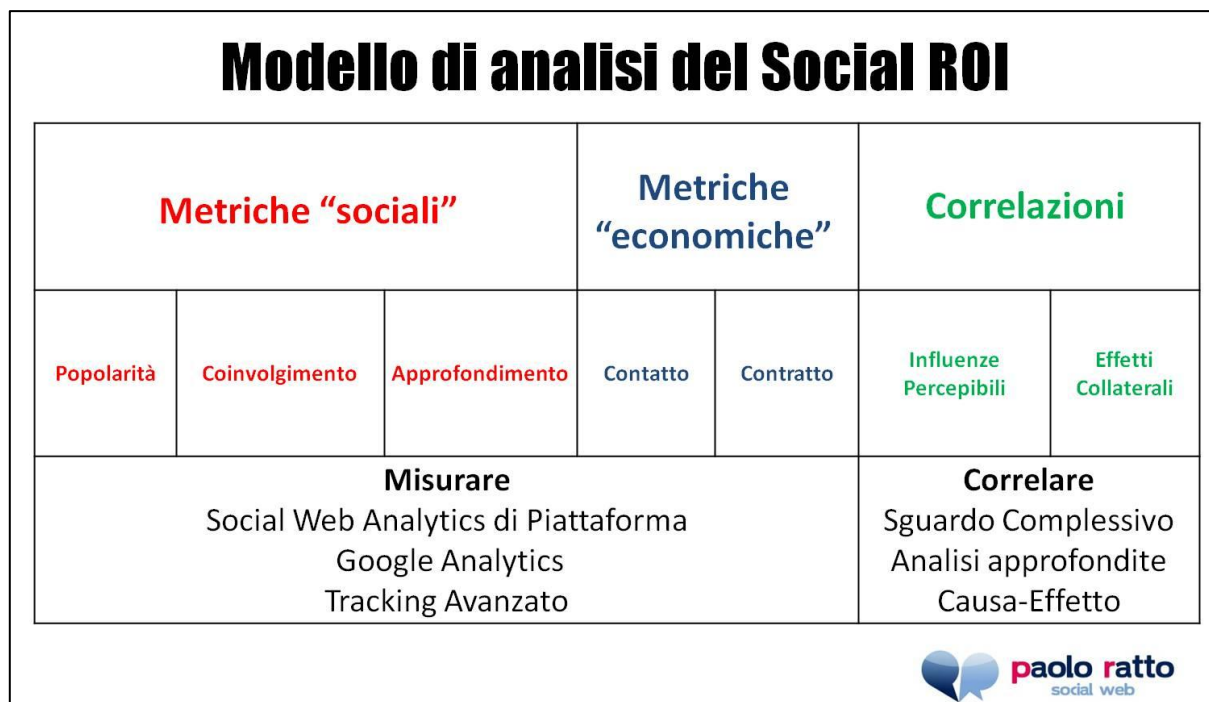 Modello di analisi del Social ROI
Metriche “sociali”
Metriche
“economiche”
Correlazioni
Popolarità
Coinvolgimento
Approfondimento
Contatto
Contratto
Influenze
Percepibili
Effetti
Collaterali
Misurare
Social Web Analytics di Piattaforma
Google Analytics
Tracking Avanzato
Correlare
Sguardo Complessivo
Analisi approfondite
Causa-Effetto
paolo ratto
social web